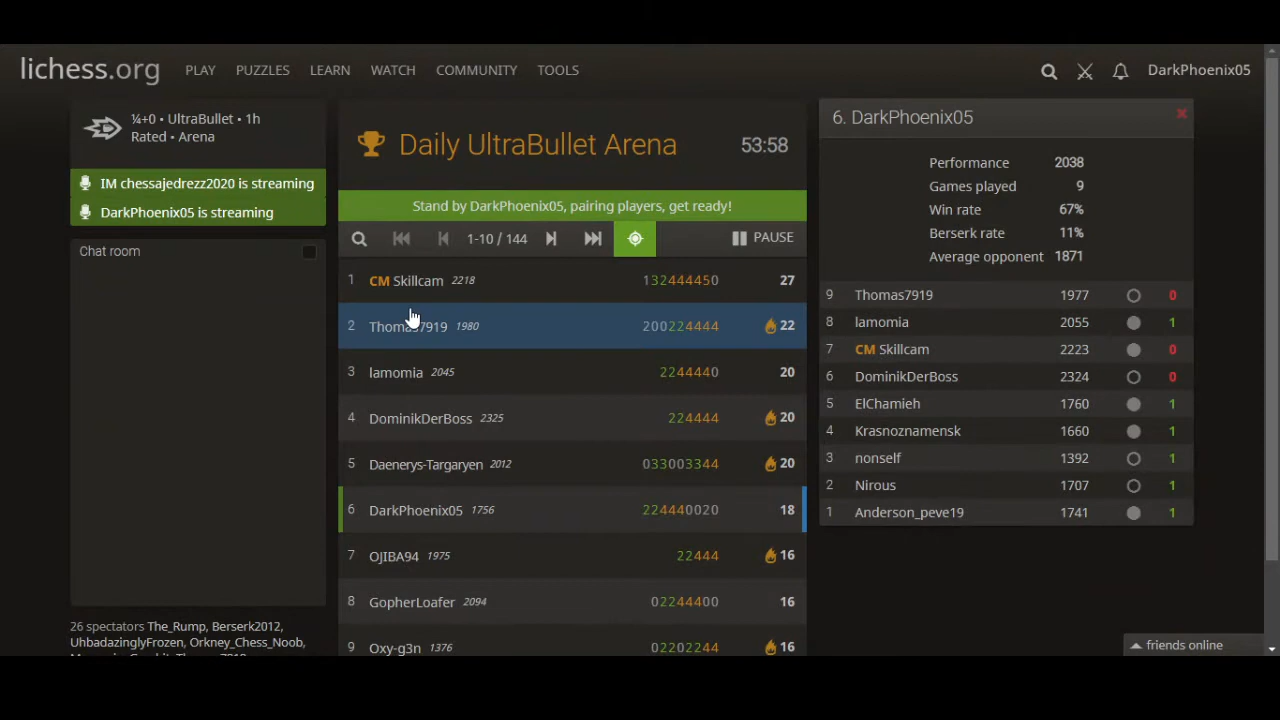 lichess.org PLAY PUZZLES LEARN WATCH COMMUNITY TOOLS DarkPhoenix05
¼+0 • UltraBullet • 1h
Rated • Arena
IM chessajedrezz2020 is streaming
DarkPhoenix05 is streaming
Chat room
26 spectators The_Rump, Berserk2012,
UhbadazinglyFrozen, Orkney_Chess_Noob,
Daily UltraBullet Arena 53:58
Stand by DarkPhoenix05, pairing players, get ready!
1-10 / 144 PAUSE
1 CM Skillcam 2218 132444450 27
2 Thomas7919 1980 200224444 22
3 lamomia 2045 2244440 20
4 DominikDerBoss 2325 224444 20
5 Daenerys-Targaryen 2012 033003344 20
6 DarkPhoenix05 1756 224440020 18
7 OJIBA94 1975 22444 16
8 GopherLoafer 2094 02244400 16
9 Oxy-g3n 1376 02202244 16
6. DarkPhoenix05
Performance 2038
Games played 9
Win rate 67%
Berserk rate 11%
Average opponent 1871
9 Thomas7919 1977 0
8 lamomia 2055 1
7 CM Skillcam 2223 0
6 DominikDerBoss 2324 0
5 ElChamieh 1760 1
4 Krasnoznamensk 1660 1
3 nonself 1392 1
2 Nirous 1707 1
1 Anderson_peve19 1741 1
friends online